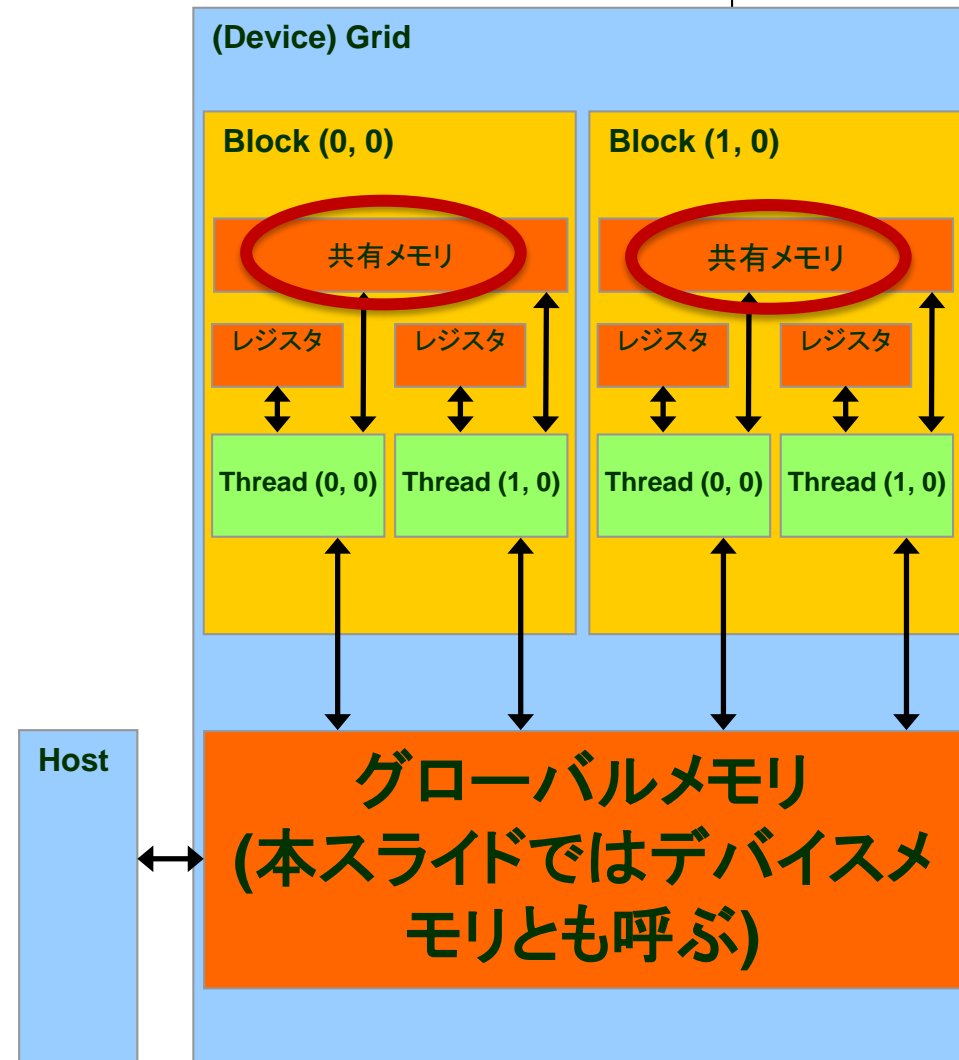 (Device) Grid
Block (0, 0)
Block (1, 0)
共有メモリ
共有メモリ
レジスタ
レジスタ
レジスタ
レジスタ
Thread (0, 0)
Thread (1, 0)
Thread (0, 0)
Thread (1, 0)
Host
グローバルメモリ
(本スライドではデバイスメ
モリとも呼ぶ)